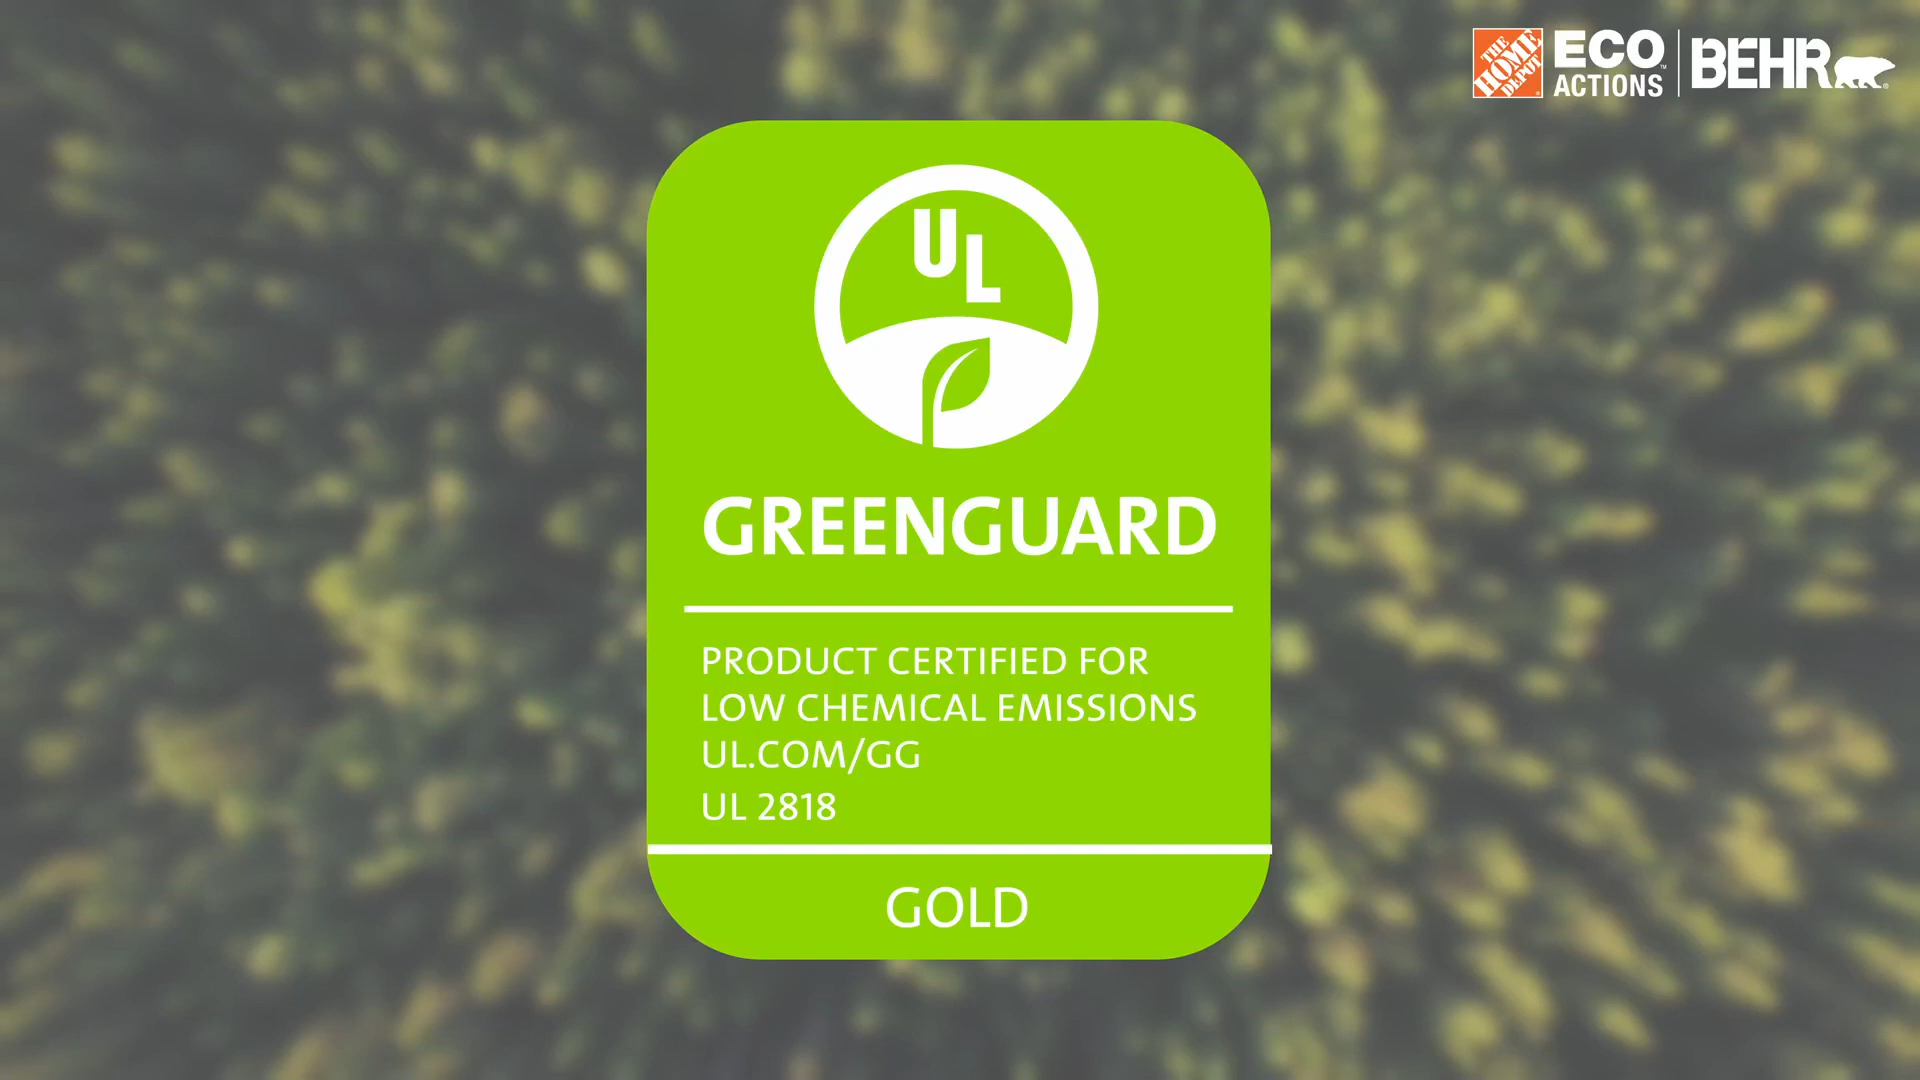 THE HOME DEPOT
ECO
ACTIONS
BEHR
UL
GREENGUARD
PRODUCT CERTIFIED FOR
LOW CHEMICAL EMISSIONS
UL.COM/GG
UL 2818
GOLD